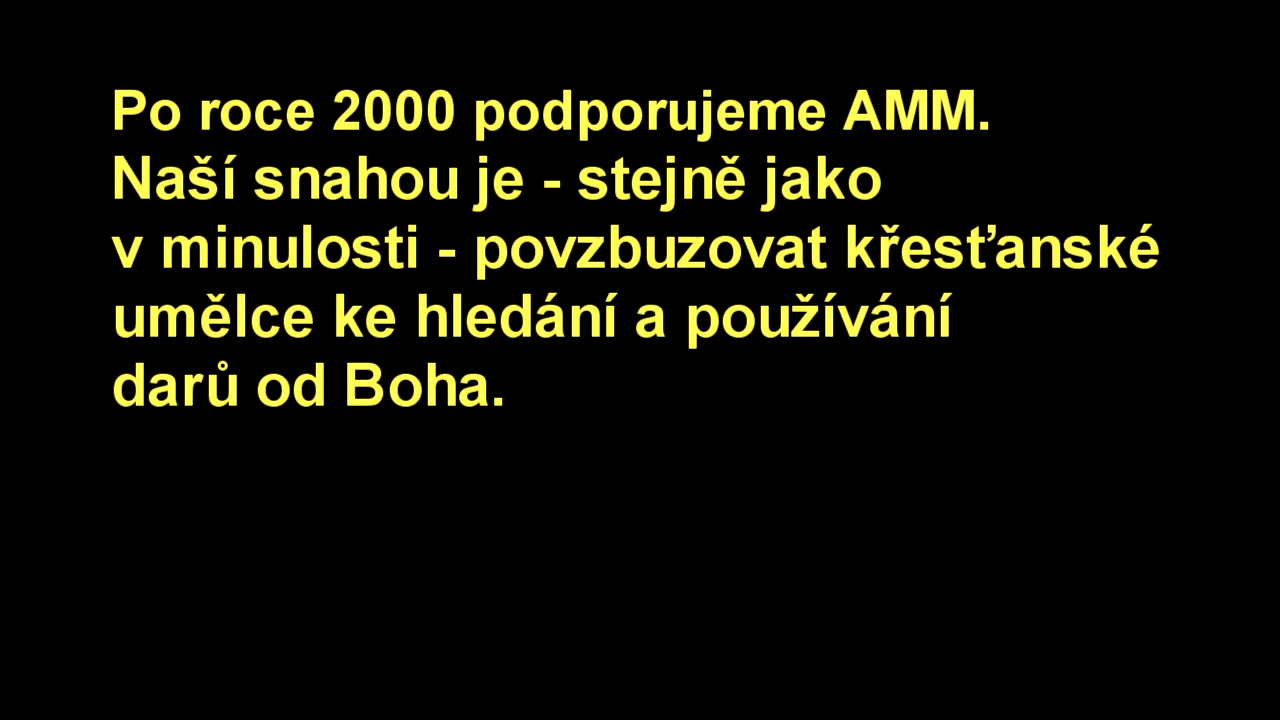 Po roce 2000 podporujeme AMM.
Naší snahou je - stejně jako
v minulosti - povzbuzovat křesťanské
umělce ke hledání a používání
darů od Boha.